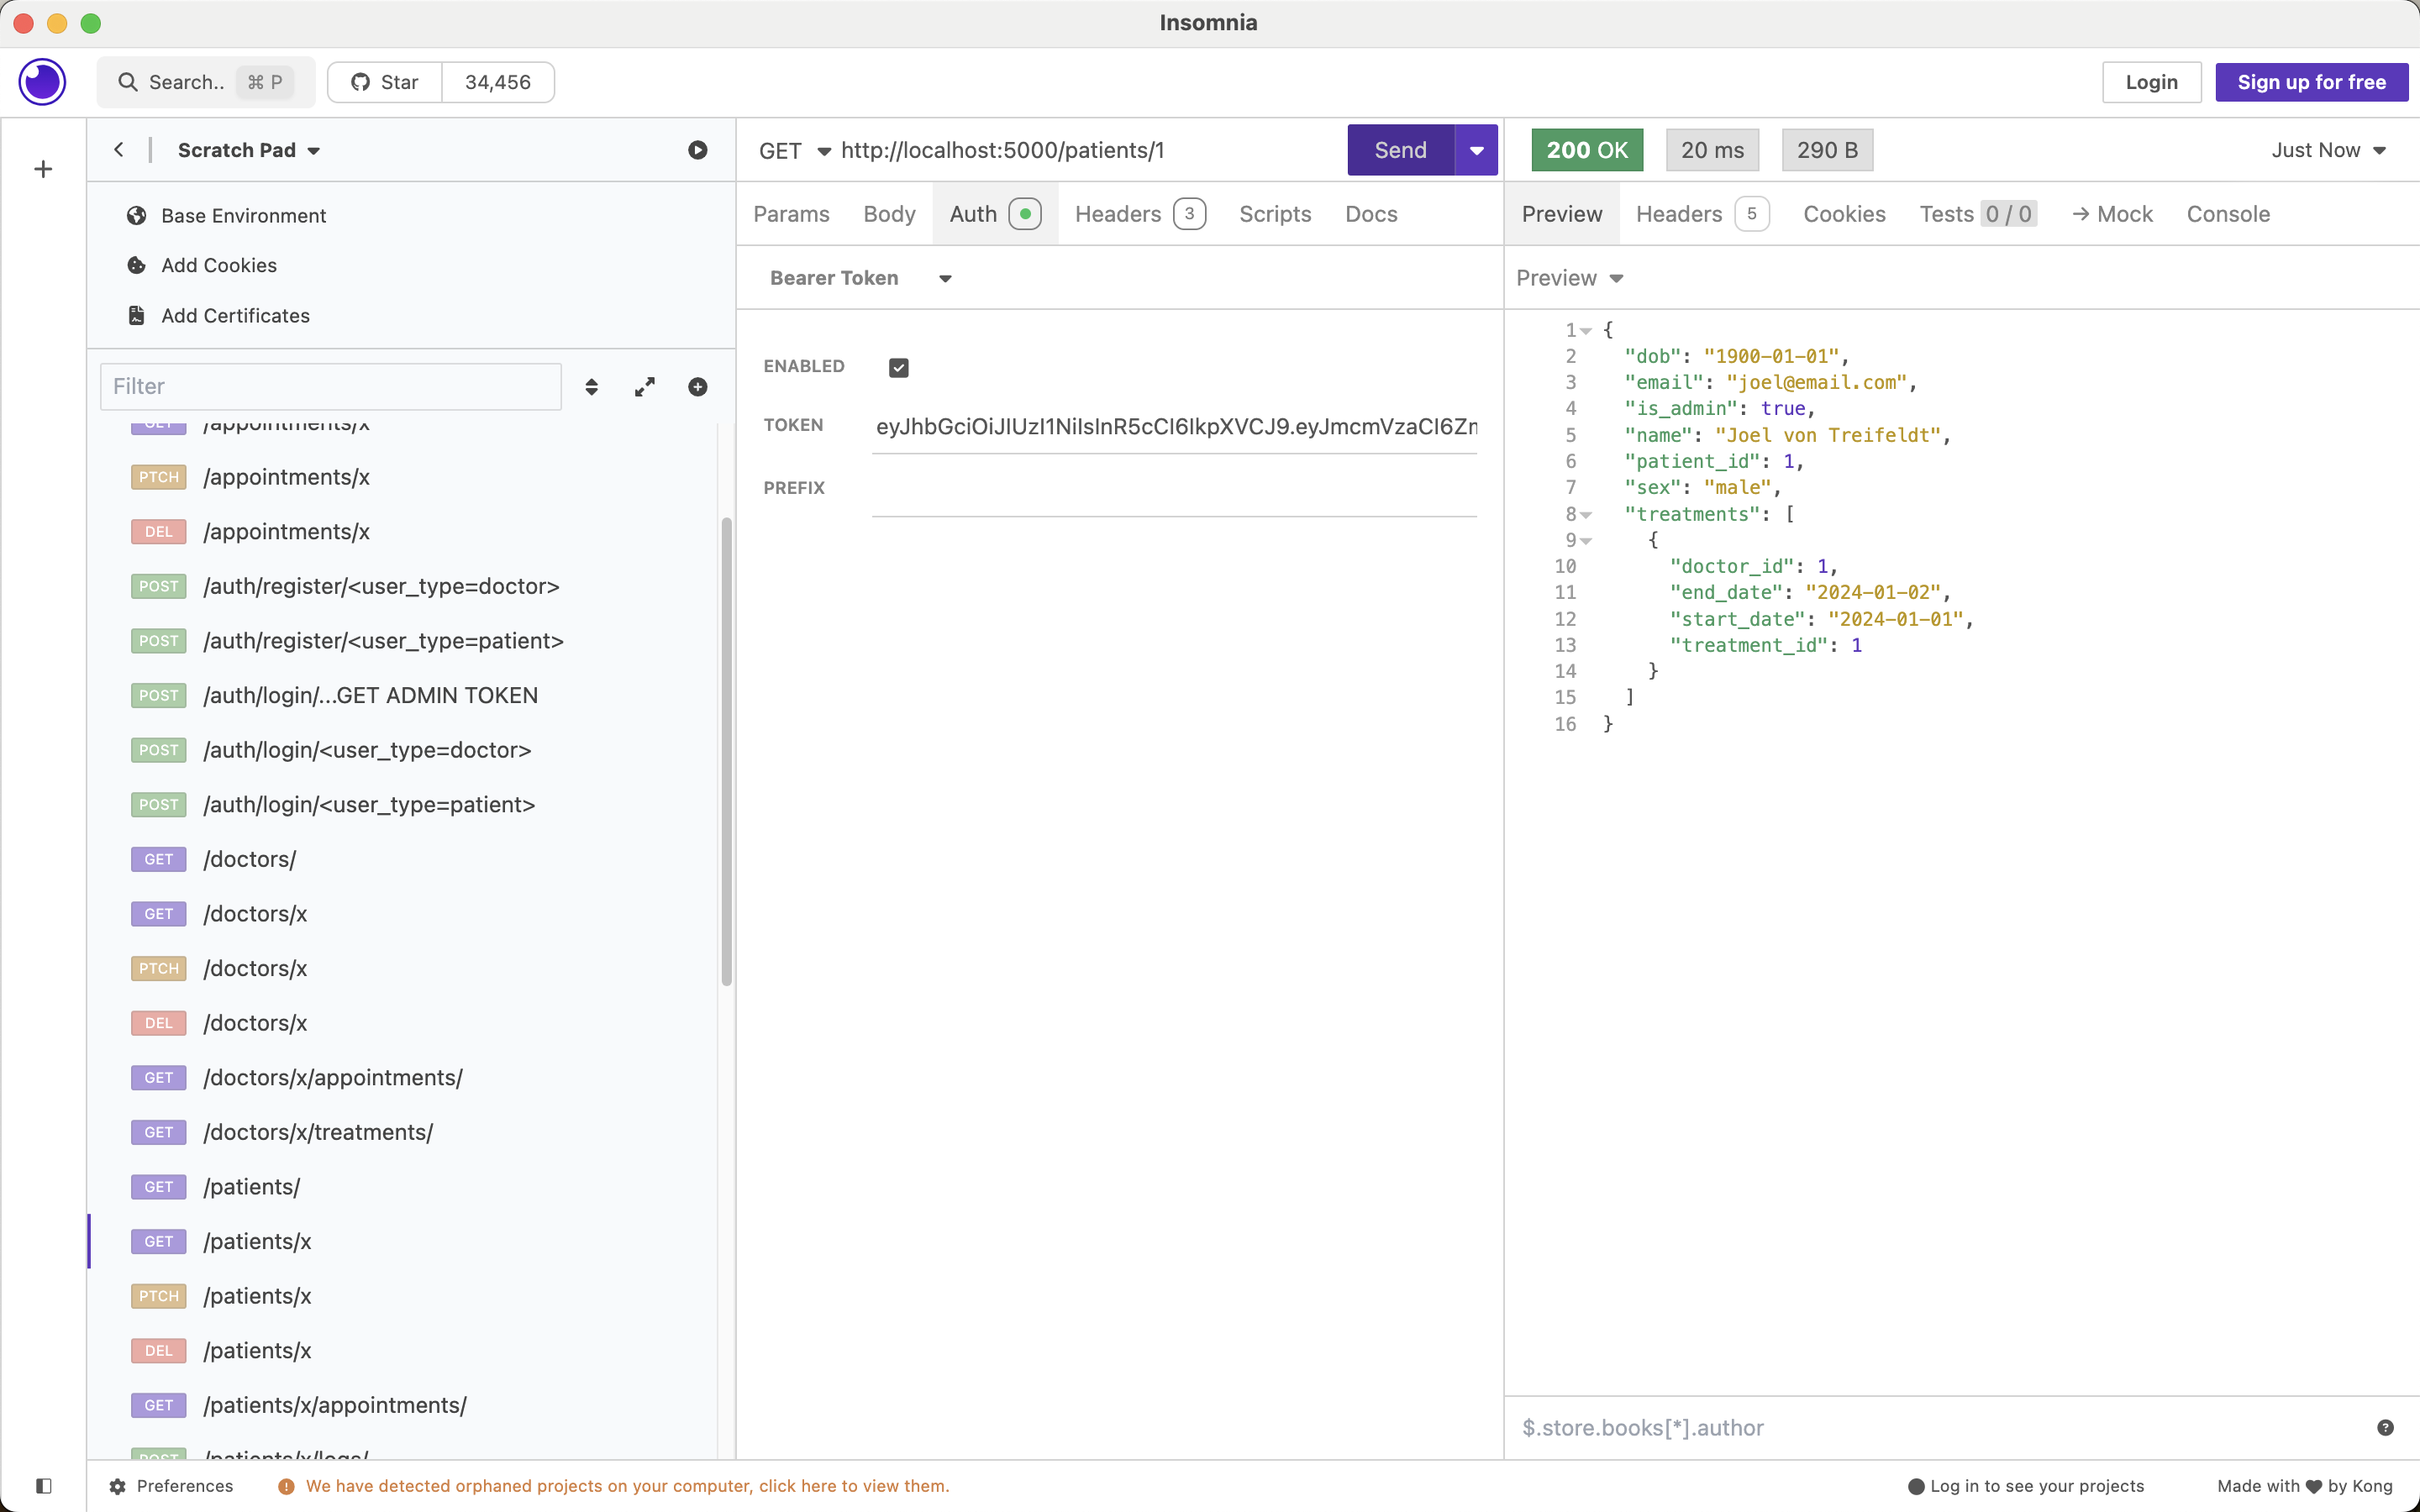 Insomnia
Search.. ⌘ P
Star 34,456
Login
Sign up for free
Scratch Pad
Base Environment
Add Cookies
Add Certificates
Filter
GET /appointments/x
PTCH /appointments/x
DEL /appointments/x
POST /auth/register/<user_type=doctor>
POST /auth/register/<user_type=patient>
POST /auth/login/...GET ADMIN TOKEN
POST /auth/login/<user_type=doctor>
POST /auth/login/<user_type=patient>
GET /doctors/
GET /doctors/x
PTCH /doctors/x
DEL /doctors/x
GET /doctors/x/appointments/
GET /doctors/x/treatments/
GET /patients/
GET /patients/x
PTCH /patients/x
DEL /patients/x
GET /patients/x/appointments/
POST /patients/x/logs/
GET http://localhost:5000/patients/1 Send
Params Body Auth Headers 3 Scripts Docs
Bearer Token
ENABLED
TOKEN eyJhbGciOiJIUzI1NiIsInR5cCI6IkpXVCJ9.eyJmcmVzaCI6Zm
PREFIX
200 OK 20 ms 290 B Just Now
Preview Headers 5 Cookies Tests 0 / 0 → Mock Console
Preview
1 {
2 "dob": "1900-01-01",
3 "email": "joel@email.com",
4 "is_admin": true,
5 "name": "Joel von Treifeldt",
6 "patient_id": 1,
7 "sex": "male",
8 "treatments": [
9 {
10 "doctor_id": 1,
11 "end_date": "2024-01-02",
12 "start_date": "2024-01-01",
13 "treatment_id": 1
14 }
15 ]
16 }
$.store.books[*].author
Preferences
We have detected orphaned projects on your computer, click here to view them.
Log in to see your projects
Made with ♥ by Kong